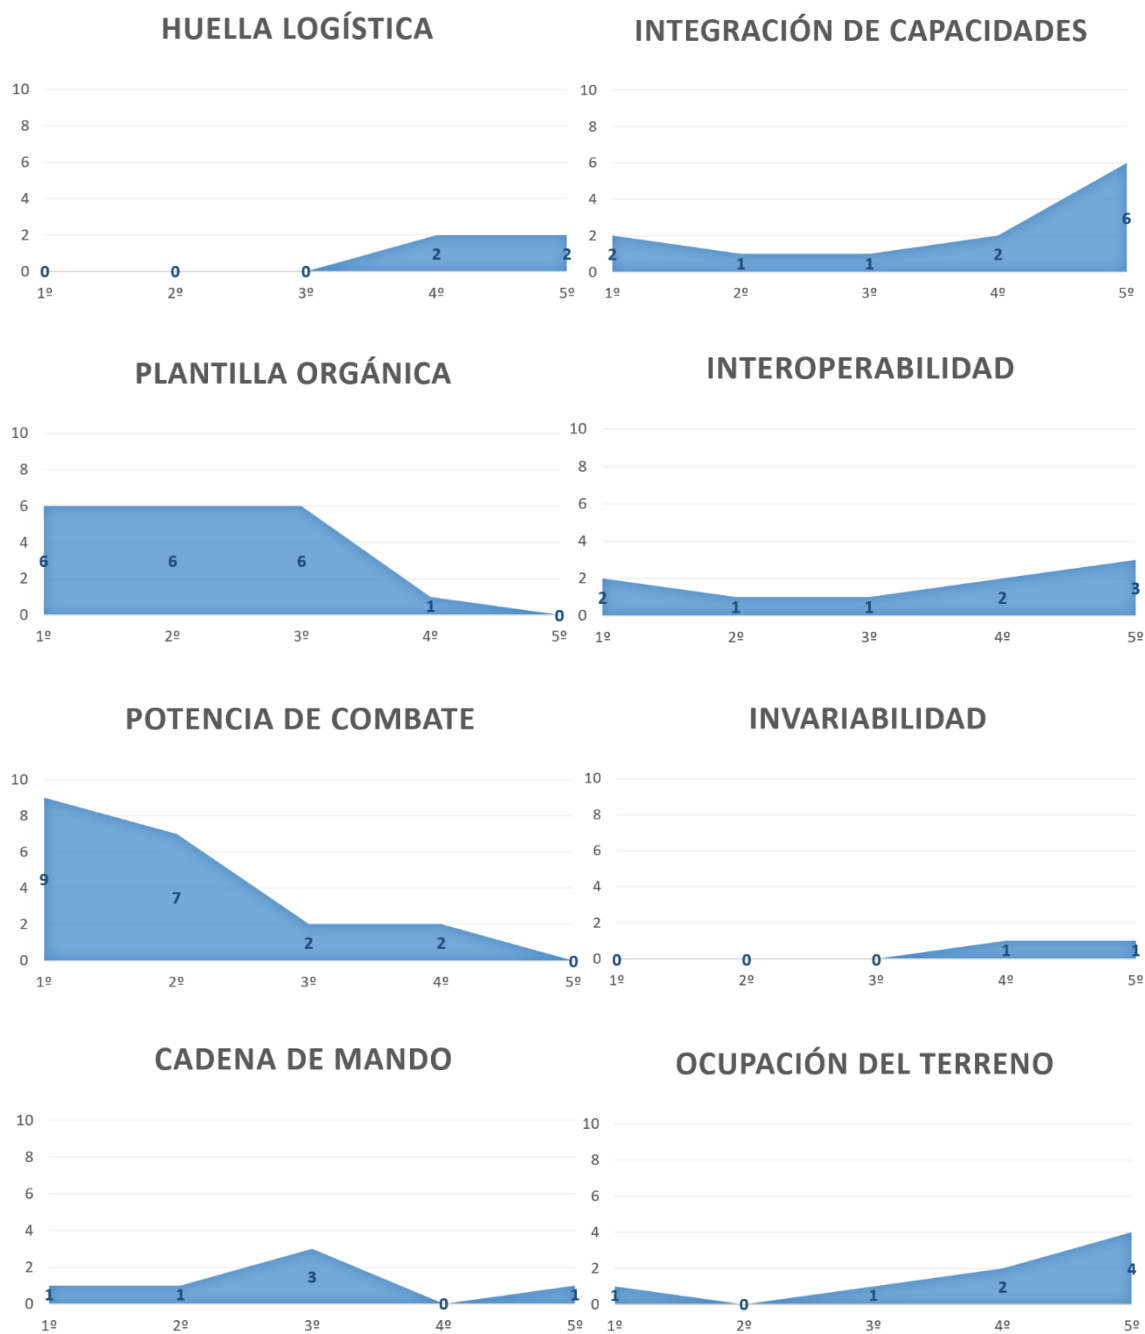 HUELLA LOGÍSTICA
10
8
6
4
2
0
0 0 0 2 2
1º 2º 3º 4º 5º
INTEGRACIÓN DE CAPACIDADES
10
8
6
4
2
0
2 1 1 2 6
1º 2º 3º 4º 5º
PLANTILLA ORGÁNICA
10
8
6
4
2
0
6 6 6 1 0
1º 2º 3º 4º 5º
INTEROPERABILIDAD
10
8
6
4
2
0
2 1 1 2 3
1º 2º 3º 4º 5º
POTENCIA DE COMBATE
10
8
6
4
2
0
9 7 2 2 0
1º 2º 3º 4º 5º
INVARIABILIDAD
10
8
6
4
2
0
0 0 0 1 1
1º 2º 3º 4º 5º
CADENA DE MANDO
10
8
6
4
2
0
1 1 3 0 1
1º 2º 3º 4º 5º
OCUPACIÓN DEL TERRENO
10
8
6
4
2
0
1 0 1 2 4
1º 2º 3º 4º 5º